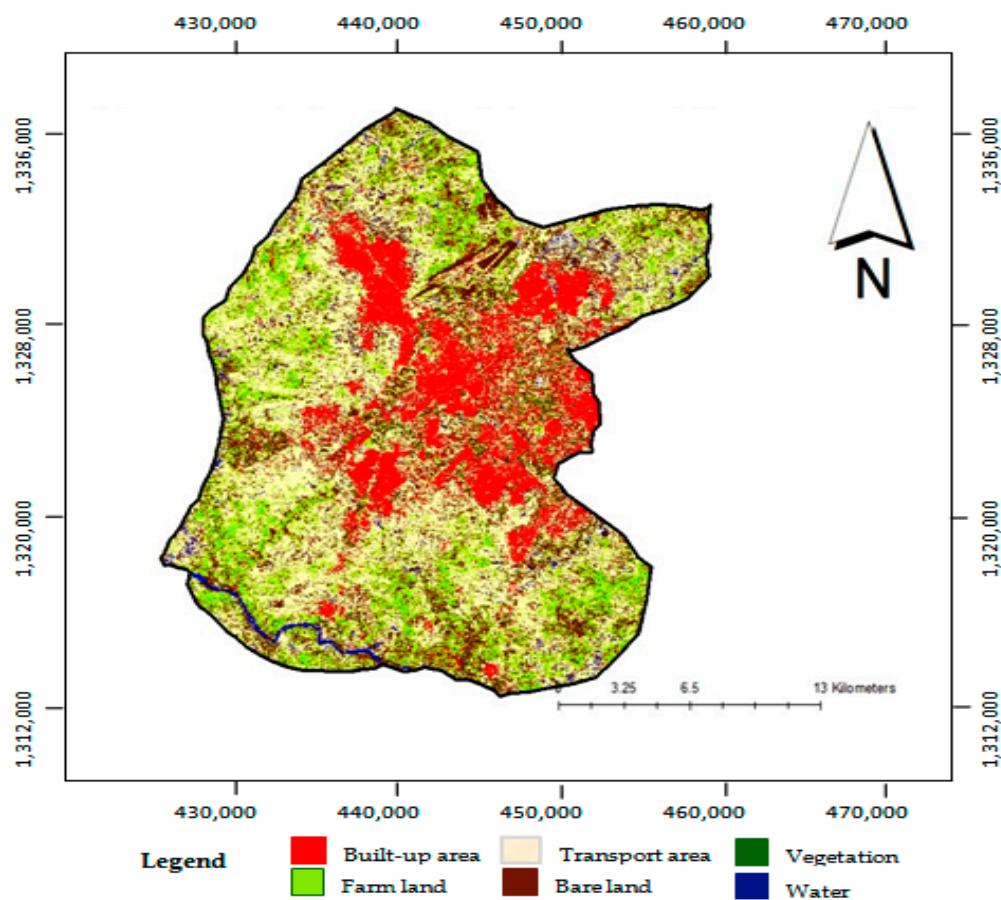 430,000 440,000 450,000 460,000 470,000
1,336,000 1,336,000
N
1,328,000 1,328,000
1,320,000 1,320,000
0 3.25 6.5 13 Kilometers
1,312,000 1,312,000
430,000 440,000 450,000 460,000 470,000
Legend
Built-up area Transport area Vegetation
Farm land Bare land Water